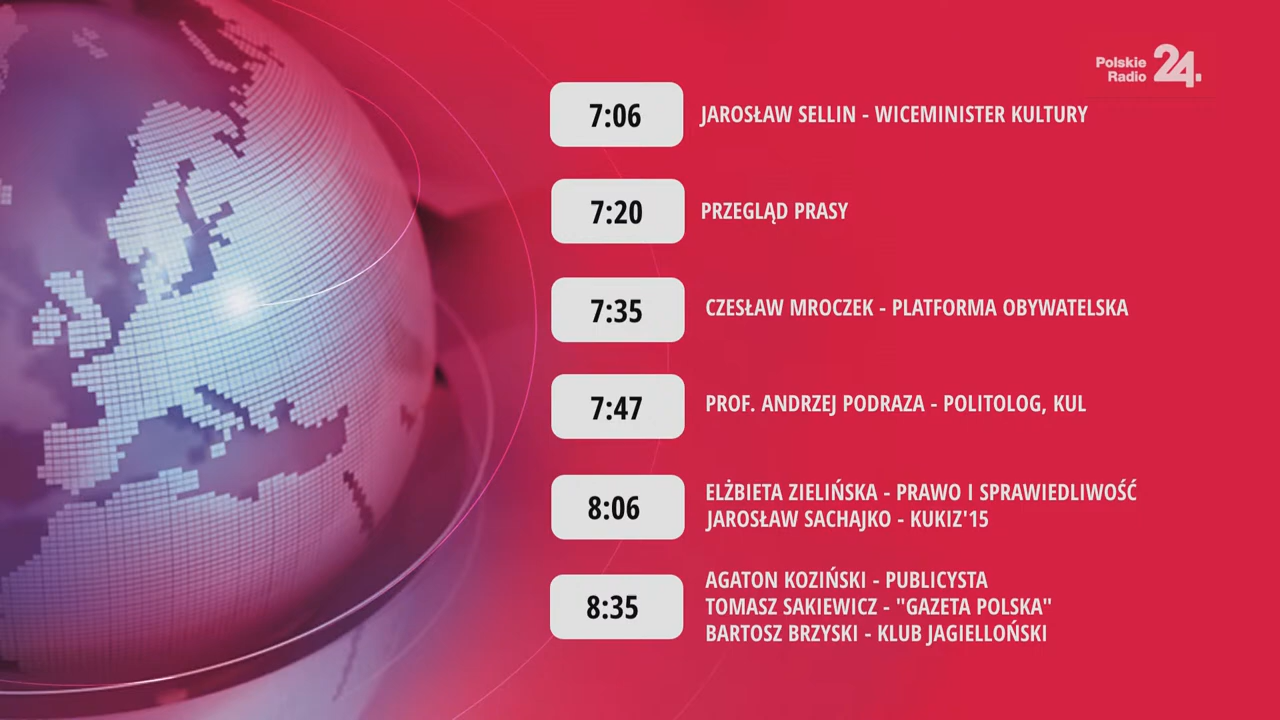 Polskie
Radio 24.
7:06 JAROSŁAW SELLIN - WICEMINISTER KULTURY
7:20 PRZEGLĄD PRASY
7:35 CZESŁAW MROCZEK - PLATFORMA OBYWATELSKA
7:47 PROF. ANDRZEJ PODRAZA - POLITOLOG, KUL
8:06 ELŻBIETA ZIELIŃSKA - PRAWO I SPRAWIEDLIWOŚĆ
JAROSŁAW SACHAJKO - KUKIZ'15
8:35 AGATON KOZIŃSKI - PUBLICYSTA
TOMASZ SAKIEWICZ - "GAZETA POLSKA"
BARTOSZ BRZYSKI - KLUB JAGIELLOŃSKI